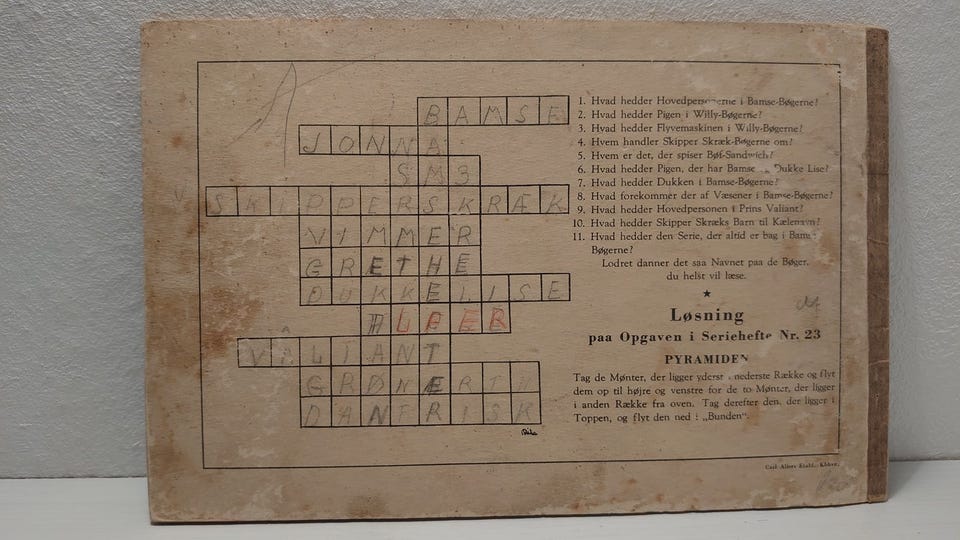 BAMSE
JONNA
SM3
SKIPPERSKRÆK
VIMMER
GRETHE
DUKKELISE
ALFER
VALIANT
GRØNÆRTN
DANFRISK
1. Hvad hedder Hovedpersonerne i Bamse-Bøgerne?
2. Hvad hedder Pigen i Willy-Bøgerne?
3. Hvad hedder Flyvemaskinen i Willy-Bøgerne?
4. Hvem handler Skipper Skræk-Bøgerne om?
5. Hvem er det, der spiser Bøf-Sandwich?
6. Hvad hedder Pigen, der har Bamse Dukke Lise?
7. Hvad hedder Dukken i Bamse-Bøgerne?
8. Hvad forekommer der af Væsener i Bamse-Bøgerne?
9. Hvad hedder Hovedpersonen i Prins Valiant?
10. Hvad hedder Skipper Skræks Barn til Kælenavn?
11. Hvad hedder den Serie, der altid er bag i Bamse
Bøgerne?
Lodret danner det saa Navnet paa de Bøger,
du helst vil læse.
Løsning
paa Opgaven i Seriehefte Nr. 23
PYRAMIDEN
Tag de Mønter, der ligger yderst i nederste Række og flyt
dem op til højre og venstre for de to Mønter, der ligger
i anden Række fra oven. Tag derefter den, der ligger i
Toppen, og flyt den ned i „Bunden“.